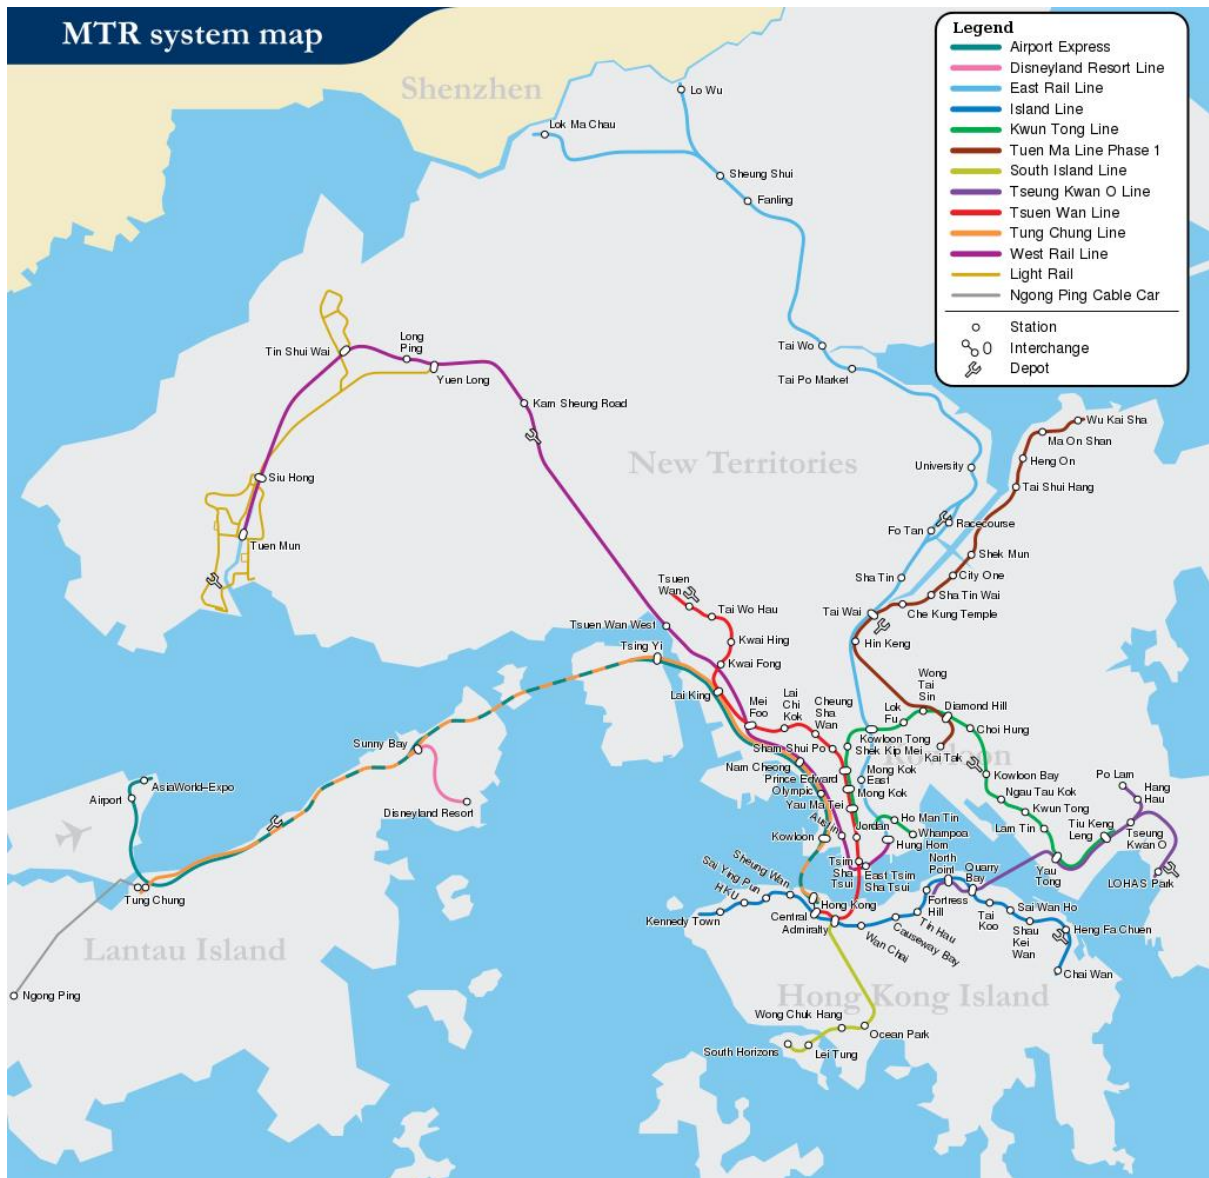 MTR system map
Legend
Airport Express
Disneyland Resort Line
East Rail Line
Island Line
Kwun Tong Line
Tuen Ma Line Phase 1
South Island Line
Tseung Kwan O Line
Tsuen Wan Line
Tung Chung Line
West Rail Line
Light Rail
Ngong Ping Cable Car
Station
Interchange
Depot
Shenzhen
Lo Wu
Lok Ma Chau
Sheung Shui
Fanling
Tai Wo
Tai Po Market
Long
Ping
Tin Shui Wai
Yuen Long
Kam Sheung Road
New Territories
Wu Kai Sha
Ma On Shan
Heng On
University
Tai Shui Hang
Siu Hong
Fo Tan
Racecourse
Tuen Mun
Shek Mun
Sha Tin
City One
Sha Tin Wai
Tsuen
Wan
Tai Wo Hau
Tai Wai
Che Kung Temple
Tsuen Wan West
Kwai Hing
Hin Keng
Tsing Yi
Kwai Fong
Lai King
Wong
Tai
Sin
Mei
Foo
Lai
Chi
Kok
Cheung
Sha
Wan
Lok
Fu
Diamond Hill
Choi Hung
Sunny Bay
Sham Shui Po
Kowloon Tong
Shek Kip Mei
Kai Tak
Kowloon
Nam Cheong
Prince Edward
Mong Kok
East
Kowloon Bay
Po Lam
AsiaWorld–Expo
Airport
Disneyland Resort
Olympic
Mong Kok
Ngau Tau Kok
Hang
Hau
Yau Ma Tei
Kwun Tong
Austin
Jordan
Ho Man Tin
Whampoa
Lam Tin
Tiu Keng
Leng
Tseung
Kwan O
Kowloon
Hung Hom
Tsim
Sha
Tsui
East Tsim
Sha Tsui
North
Point
Quarry
Bay
Yau
Tong
LOHAS Park
Tung Chung
Sheung Wan
Sai Ying Pun
HKU
Kennedy Town
Hong Kong
Central
Admiralty
Wan Chai
Causeway Bay
Tin Hau
Fortress
Hill
Tai
Koo
Sai Wan Ho
Shau
Kei
Wan
Heng Fa Chuen
Chai Wan
Lantau Island
Ngong Ping
Hong Kong Island
Wong Chuk Hang
Ocean Park
South Horizons
Lei Tung